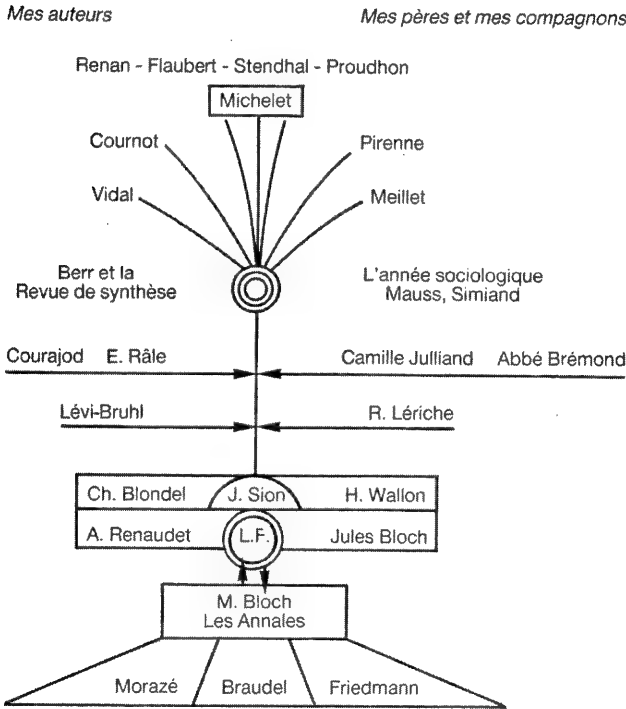 Mes auteurs
Mes pères et mes compagnons
Renan - Flaubert - Stendhal - Proudhon
Michelet
Cournot
Pirenne
Vidal
Meillet
Berr et la
Revue de synthèse
L'année sociologique
Mauss, Simiand
Courajod E. Râle
Camille Julliand Abbé Brémond
Lévi-Bruhl
R. Lériche
Ch. Blondel
J. Sion
H. Wallon
A. Renaudet
L.F.
Jules Bloch
M. Bloch
Les Annales
Morazé
Braudel
Friedmann